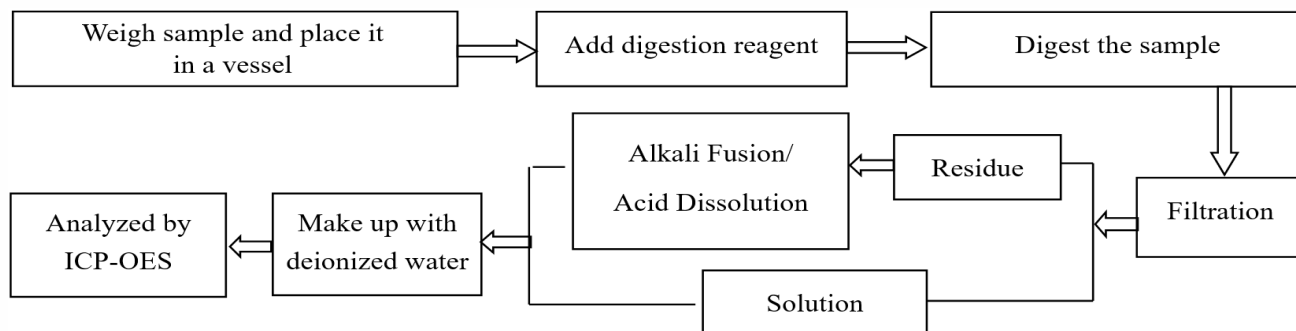 Weigh sample and place it
in a vessel
Add digestion reagent
Digest the sample
Filtration
Residue
Alkali Fusion/
Acid Dissolution
Solution
Make up with
deionized water
Analyzed by
ICP-OES